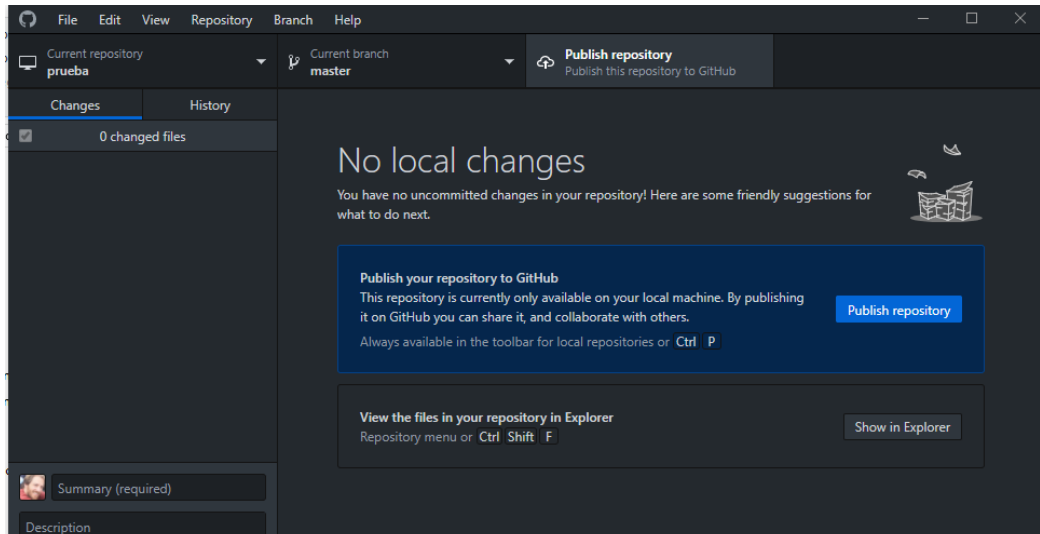 File Edit View Repository Branch Help
Current repository
prueba
Current branch
master
Publish repository
Publish this repository to GitHub
Changes History
0 changed files
No local changes
You have no uncommitted changes in your repository! Here are some friendly suggestions for
what to do next.
Publish your repository to GitHub
This repository is currently only available on your local machine. By publishing
it on GitHub you can share it, and collaborate with others.
Always available in the toolbar for local repositories or Ctrl P
Publish repository
View the files in your repository in Explorer
Repository menu or Ctrl Shift F
Show in Explorer
Summary (required)
Description